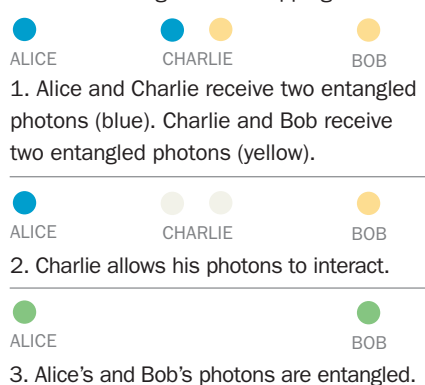 ALICE CHARLIE BOB
1. Alice and Charlie receive two entangled
photons (blue). Charlie and Bob receive
two entangled photons (yellow).
ALICE CHARLIE BOB
2. Charlie allows his photons to interact.
ALICE BOB
3. Alice's and Bob's photons are entangled.